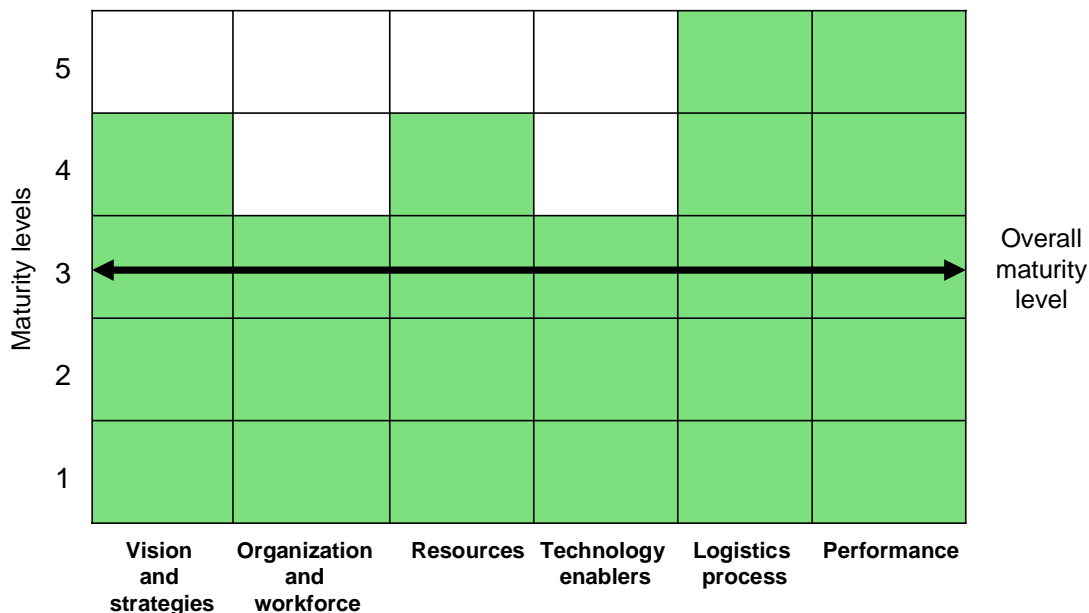 Maturity levels
5
4
3
2
1
Overall
maturity
level
Vision
and
strategies
Organization
and
workforce
Resources
Technology
enablers
Logistics
process
Performance